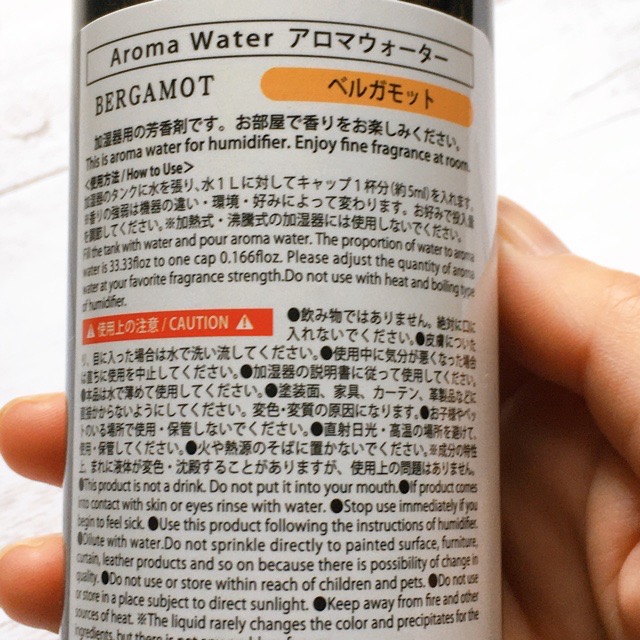 Aroma Water アロマウォーター
BERGAMOT ベルガモット
加湿器用の芳香剤です。お部屋で香りをお楽しみください。
This is aroma water for humidifier. Enjoy fine fragrance at room.
<使用方法 / How to Use>
加湿器のタンクに水を張り、水1Lに対してキャップ1杯分(約5ml)を入れます。
※香りの強弱は機器の違い・環境・好みによって変わります。お好みで投入量
を調整してください。※加熱式・沸騰式の加湿器には使用しないでください。
Fill the tank with water and pour aroma water. The proportion of water to aroma
water is 33.33floz to one cap 0.166floz. Please adjust the quantity of aroma
water at your favorite fragrance strength.Do not use with heat and boiling type
of humidifier.
使用上の注意 / CAUTION
●飲み物ではありません。絶対に口に
入れないでください。●皮膚についた
り、目に入った場合は水で洗い流してください。●使用中に気分が悪くなった場合
は直ちに使用を中止してください。●加湿器の説明書に従って使用してください。
●本品は水で薄めて使用してください。●塗装面、家具、カーテン、革製品などに
直接かからないようにしてください。変色・変質の原因になります。●お子様やペッ
トのいる場所で使用・保管しないでください。●直射日光・高温の場所を避けて、
使用・保管してください。●火や熱源のそばに置かないでください。※成分の特性
上、まれに液体が変色・沈殿することがありますが、使用上の問題はありません。
●This product is not a drink. Do not put it into your mouth.●If product comes
into contact with skin or eyes rinse with water. ●Stop use immediately if you
begin to feel sick. ●Use this product following the instructions of humidifier.
●Dilute with water.Do not sprinkle directly to painted surface, furniture,
curtain, leather products and so on because there is possibility of change in
quality. ●Do not use or store within reach of children and pets. ●Do not use
or store in a place subject to direct sunlight. ●Keep away from fire and other
sources of heat. ※The liquid rarely changes the color and precipitates for the
ingredients, but there is